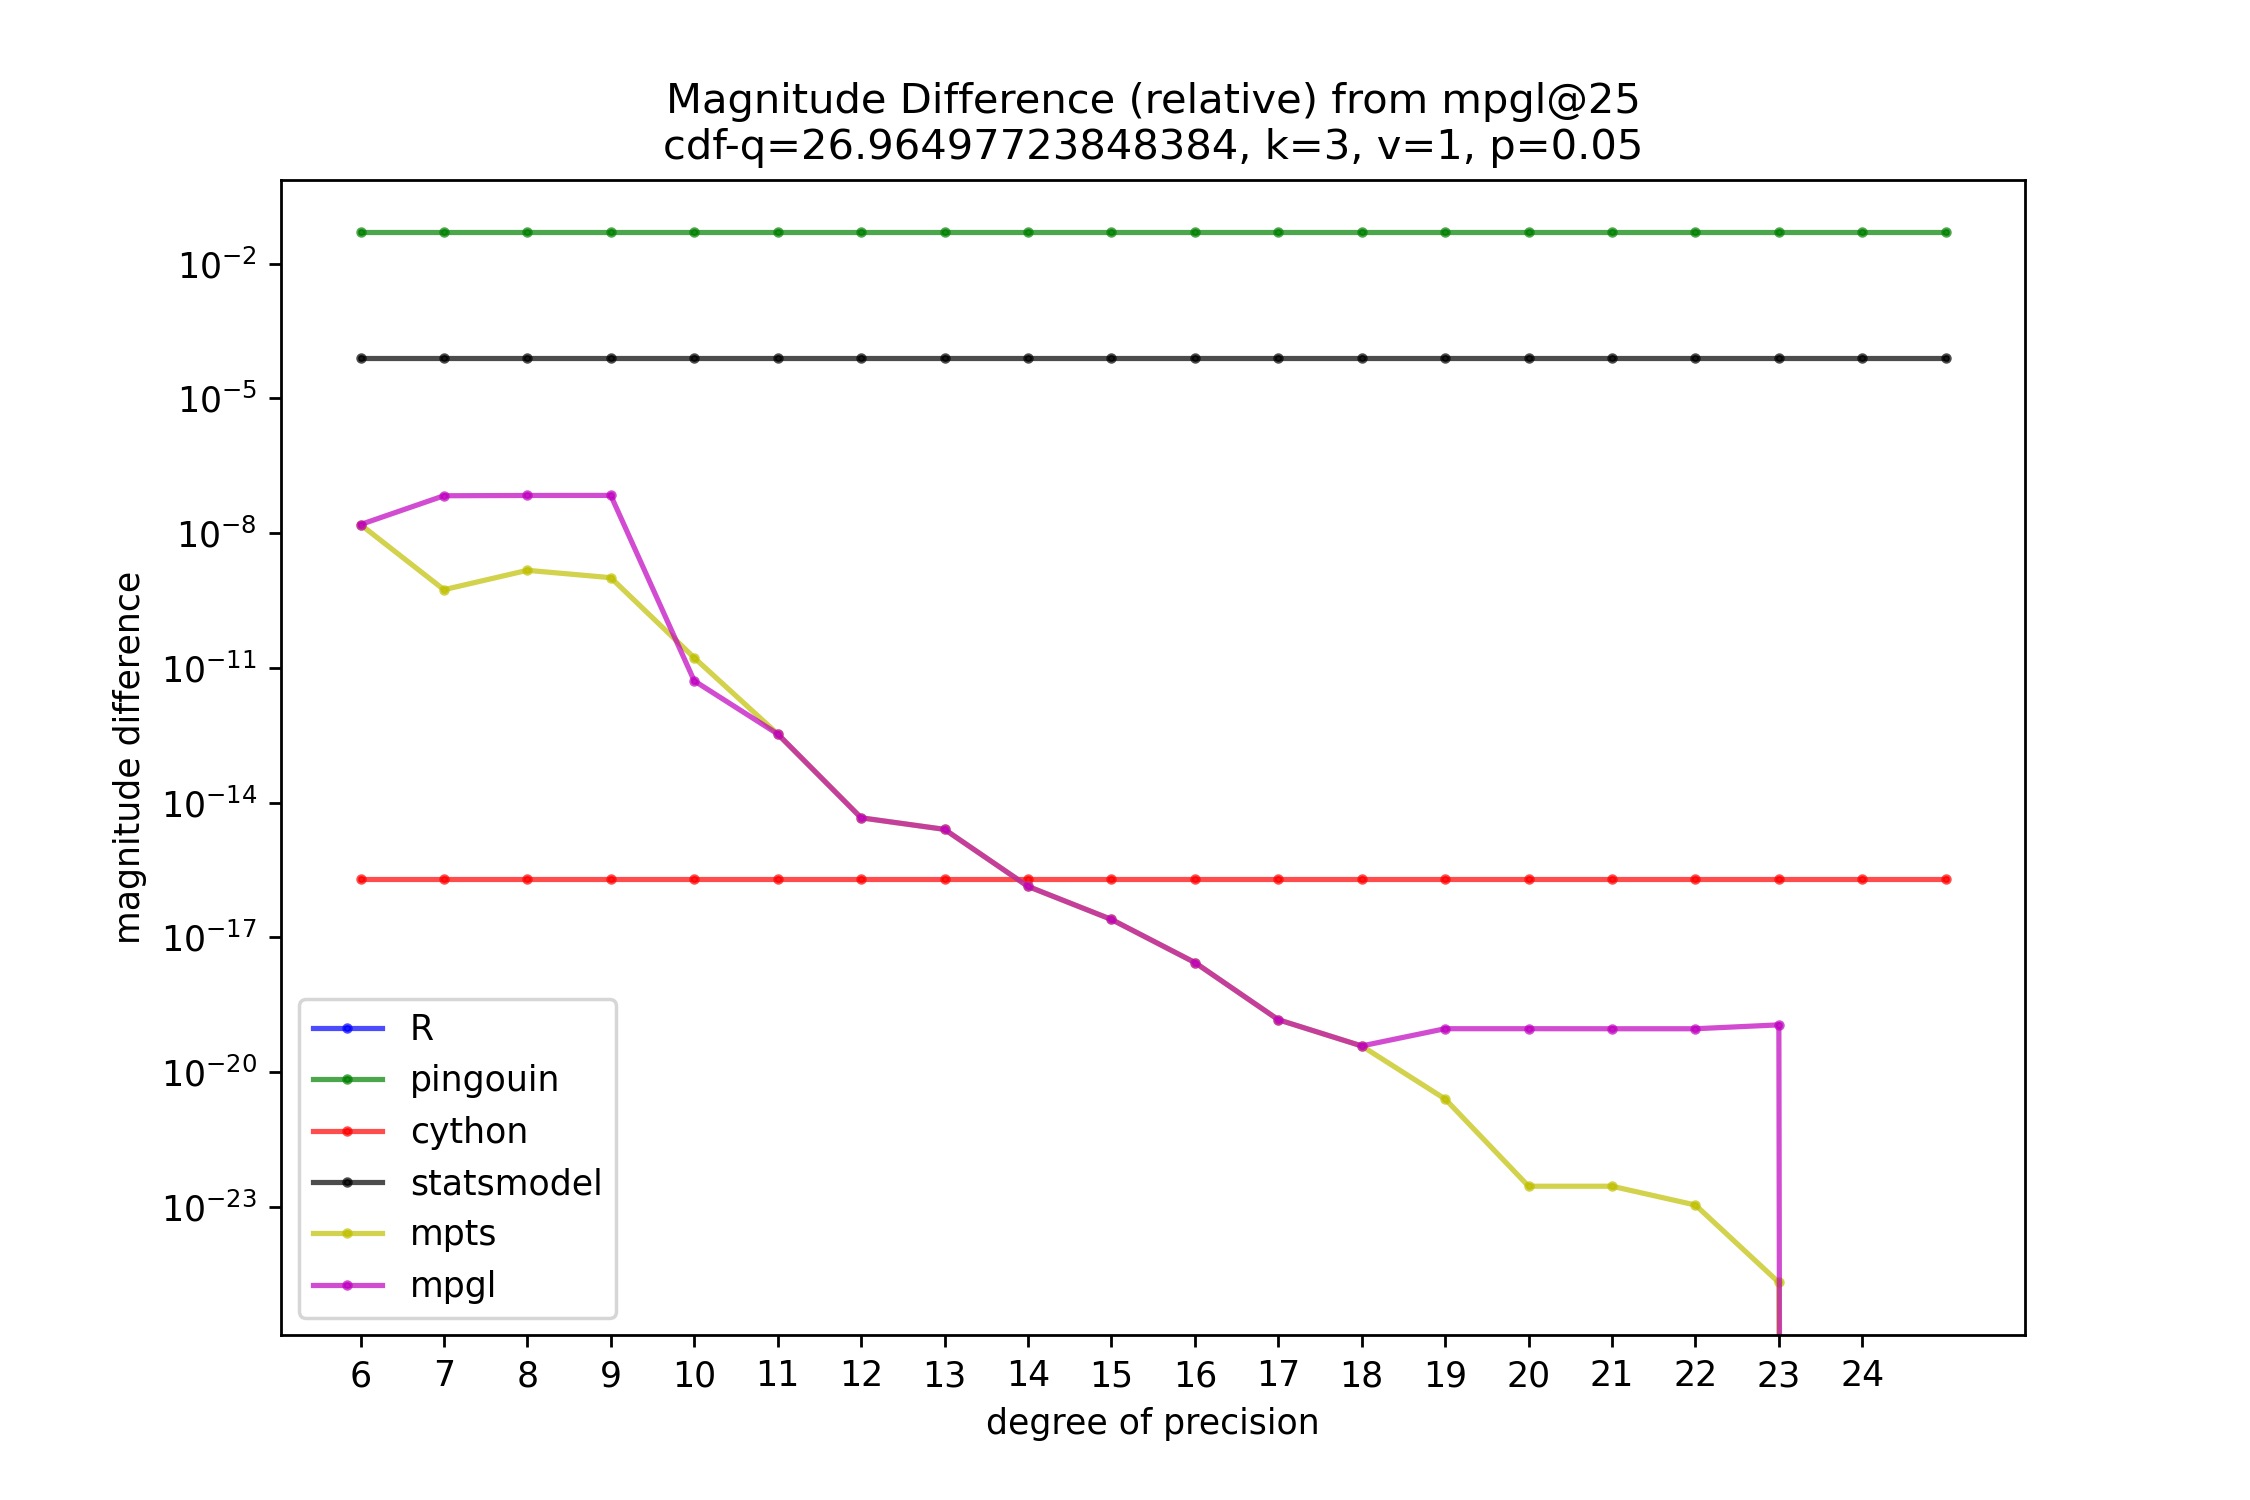 Magnitude Difference (relative) from mpgl@25
cdf-q=26.96497723848384, k=3, v=1, p=0.05
magnitude difference
10⁻²
10⁻⁵
10⁻⁸
10⁻¹¹
10⁻¹⁴
10⁻¹⁷
10⁻²⁰
10⁻²³
R
pingouin
cython
statsmodel
mpts
mpgl
6 7 8 9 10 11 12 13 14 15 16 17 18 19 20 21 22 23 24
degree of precision